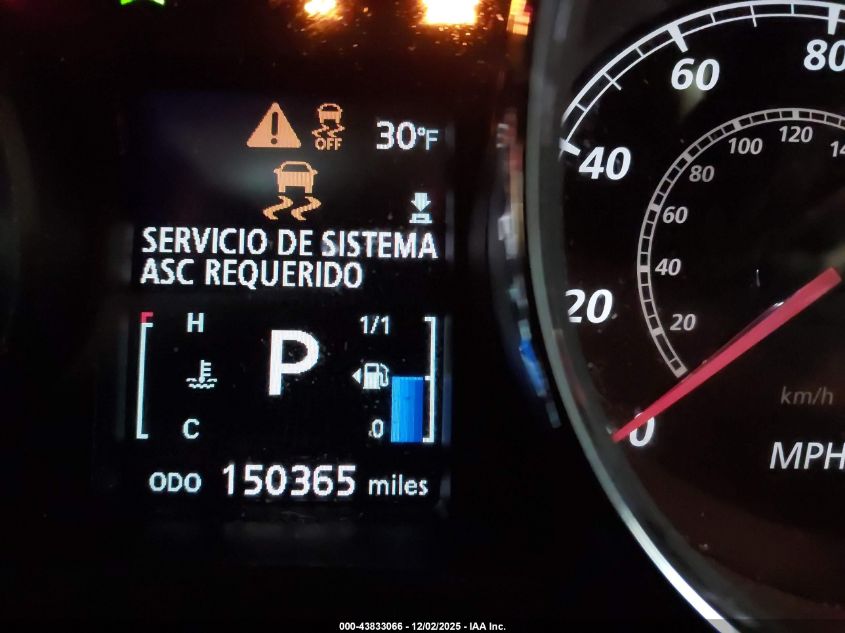 OFF
30°F
SERVICIO DE SISTEMA
ASC REQUERIDO
H
1/1
P
C
0
ODO 150365 miles
80
60
40
20
0
120
100
80
60
40
20
km/h
MPH
000-43833066 - 12/02/2025 - IAA Inc.